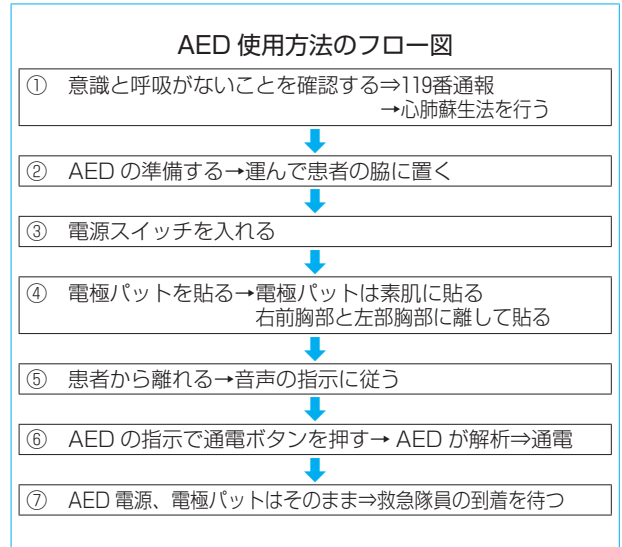 AED 使用方法のフロー図
① 意識と呼吸がないことを確認する⇒119番通報
→心肺蘇生法を行う
② AED の準備する→運んで患者の脇に置く
③ 電源スイッチを入れる
④ 電極パットを貼る→電極パットは素肌に貼る
右前胸部と左部胸部に離して貼る
⑤ 患者から離れる→音声の指示に従う
⑥ AED の指示で通電ボタンを押す→ AED が解析⇒通電
⑦ AED 電源、電極パットはそのまま⇒救急隊員の到着を待つ